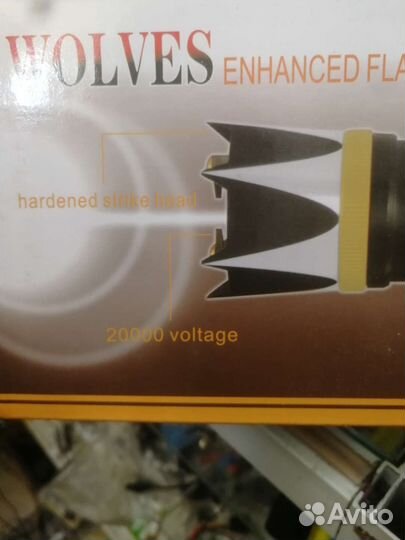 WOLVES ENHANCED FLA
hardened strike head
20000 voltage
Avito